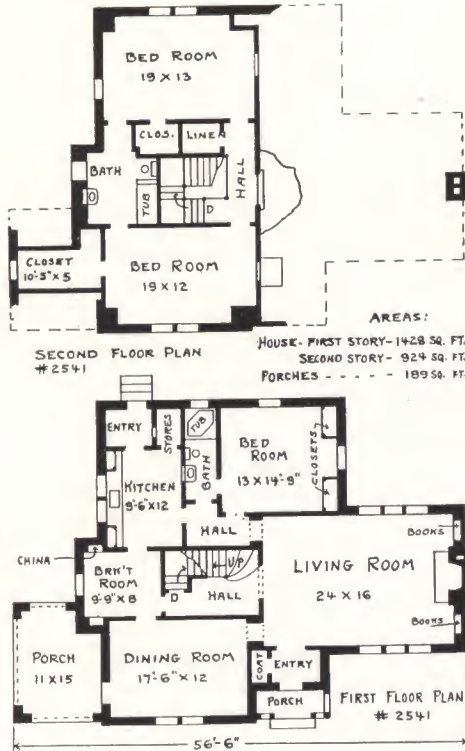 BED ROOM
19 X 13
CLOS.
LINEN
BATH
TUB
D
HALL
CLOSET
10'-5" X 5
BED ROOM
19 X 12
SECOND FLOOR PLAN
#2541
AREAS:
HOUSE - FIRST STORY - 1428 SQ. FT.
SECOND STORY - 924 SQ. FT.
PORCHES - - - - - 189 SQ. FT.
ENTRY
STORES
TUB
BATH
BED
ROOM
13 X 14'-9"
CLOSETS
KITCHEN
9'-6" X 12
HALL
CHINA
BRK'T
ROOM
9'-9" X 8
D
UP
HALL
LIVING ROOM
24 X 16
BOOKS
BOOKS
PORCH
11 X 15
DINING ROOM
17'-6" X 12
COAT
ENTRY
PORCH
FIRST FLOOR PLAN
# 2541
56'-6"